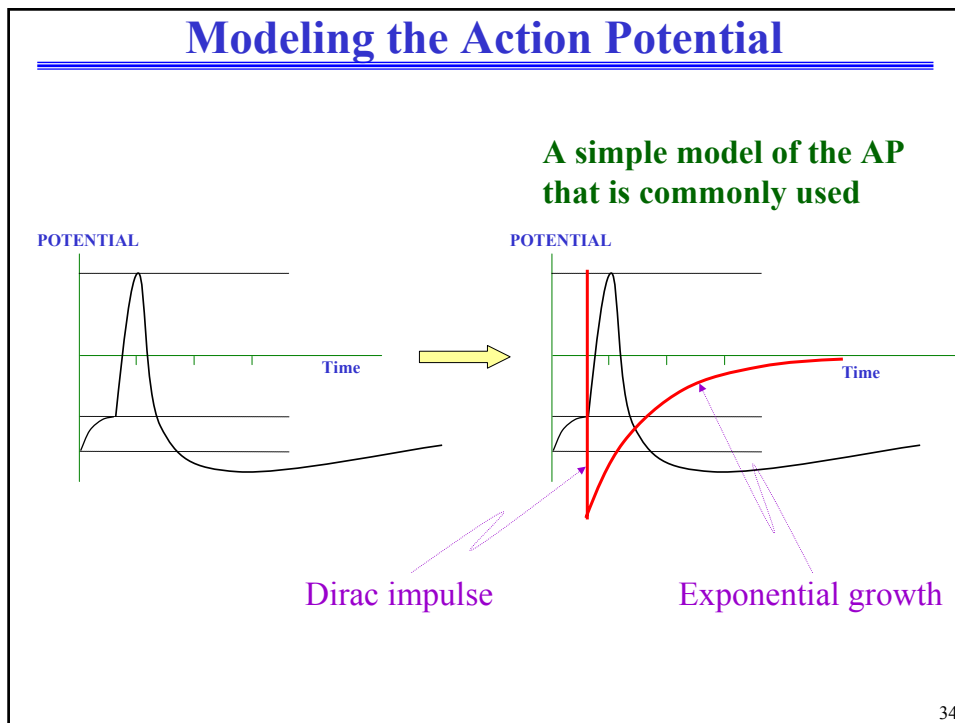 Modeling the Action Potential
A simple model of the AP
that is commonly used
POTENTIAL
Time
POTENTIAL
Time
Dirac impulse
Exponential growth
34